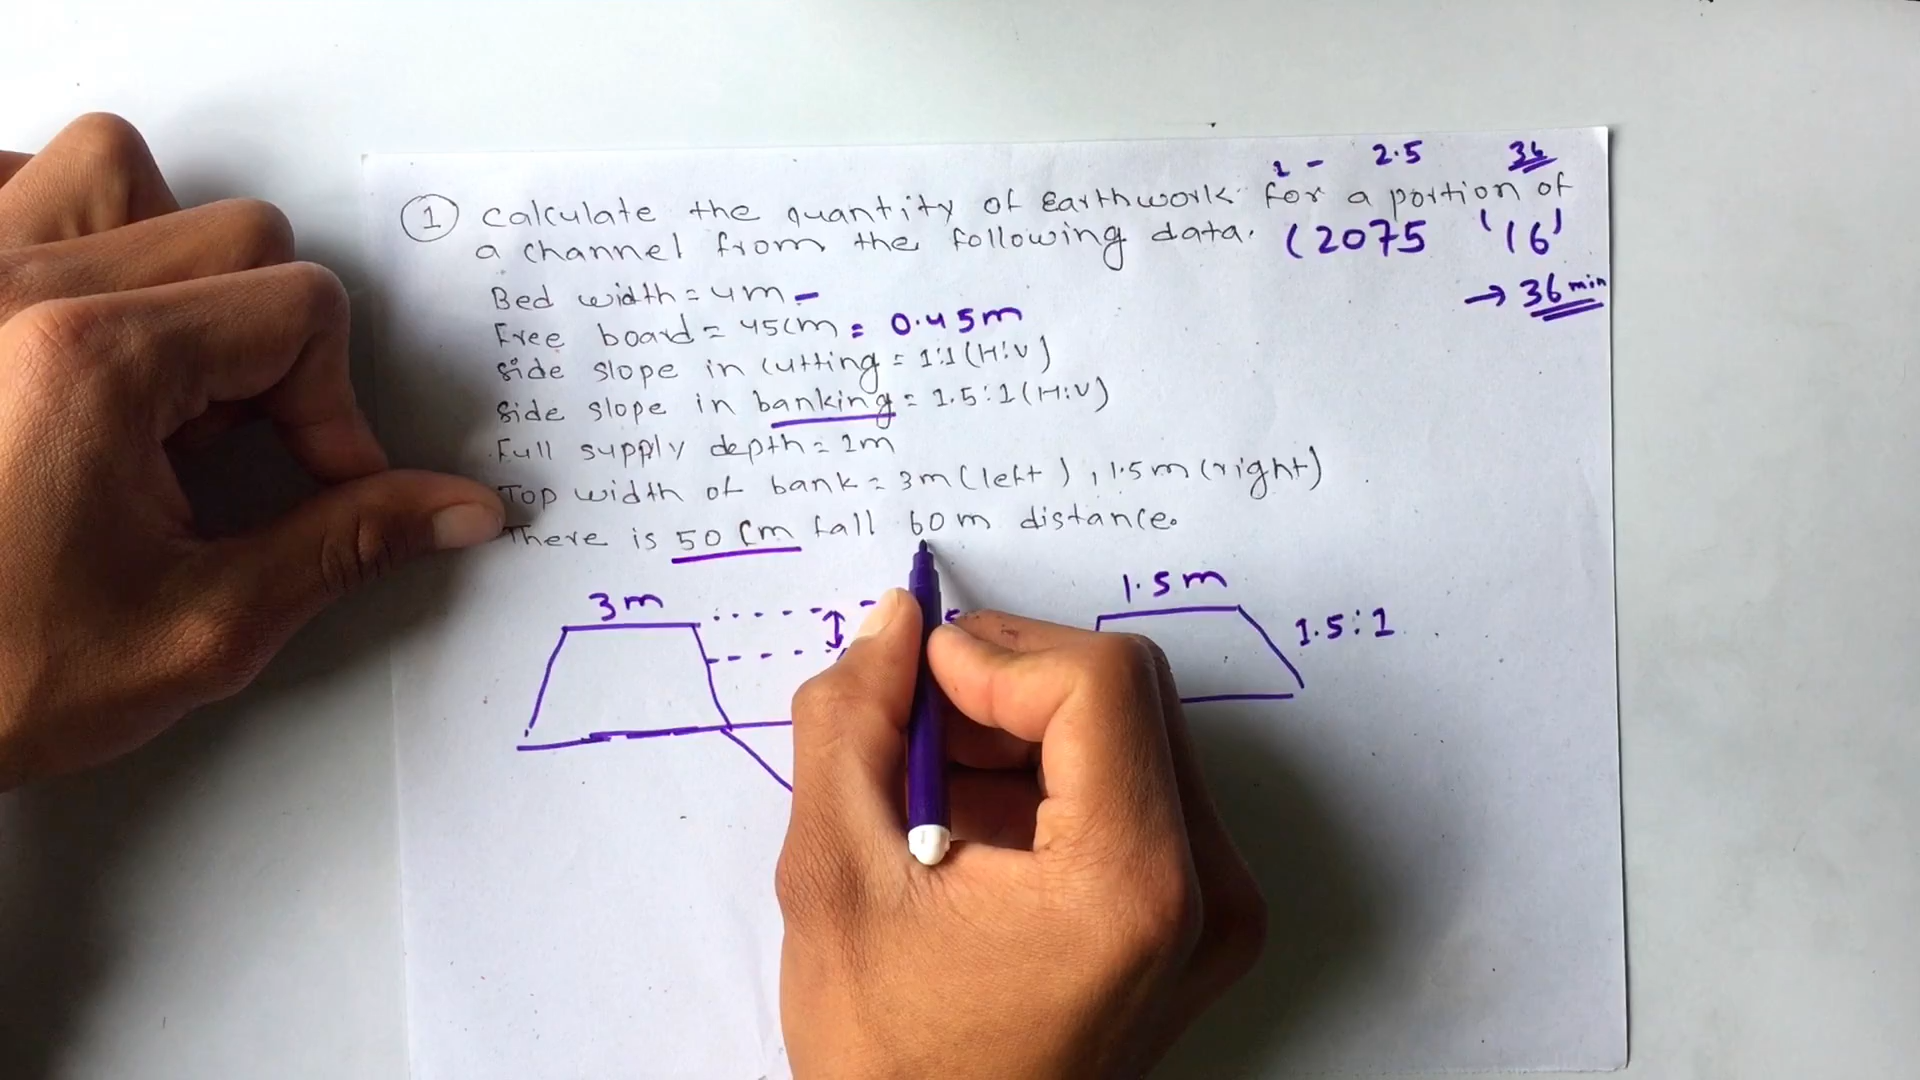 1 - 2.5 36
① Calculate the quantity of Earthwork for a portion of
a channel from the following data. (2075 '16'
→ 36 min
Bed width = 4m -
Free board = 45cm = 0.45m
Side slope in cutting = 1:1 (H:V)
Side slope in banking = 1.5:1 (H:V)
Full supply depth = 1m
Top width of bank = 3m (left), 1.5m (right)
There is 50 cm fall 60m distance.
3m
1.5m
1.5:1